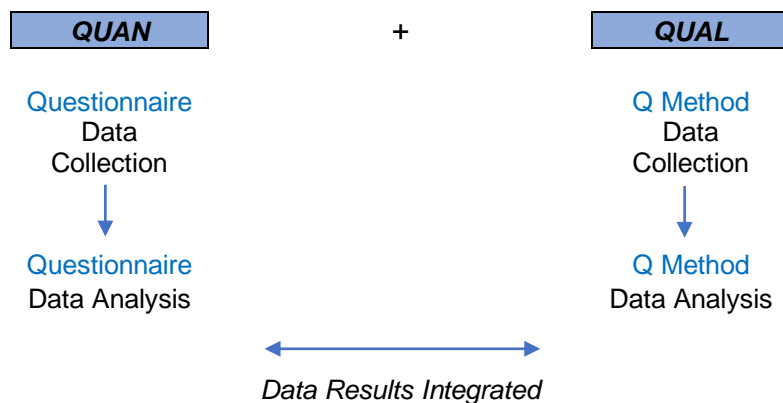 QUAN + QUAL
Questionnaire
Data
Collection
Q Method
Data
Collection
Questionnaire
Data Analysis
Q Method
Data Analysis
Data Results Integrated